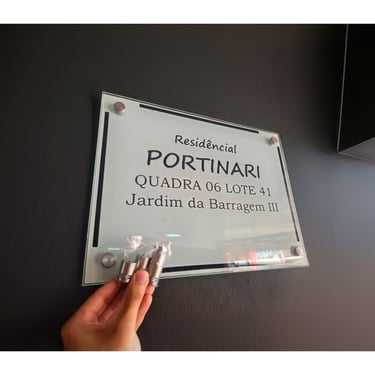 Residêncial
PORTINARI
QUADRA 06 LOTE 41
Jardim da Barragem III